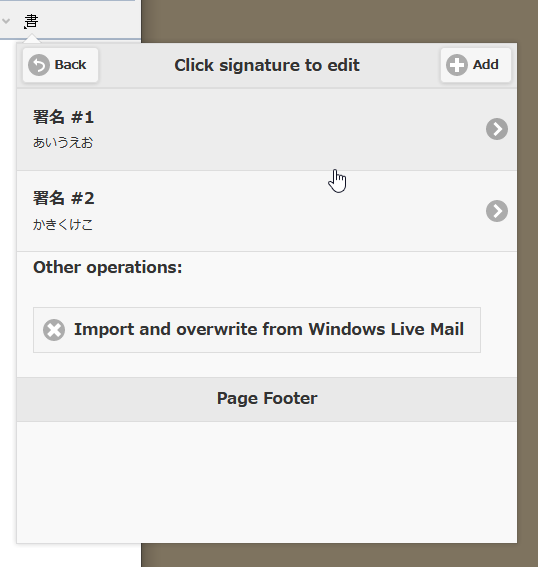 書
Back
Click signature to edit
Add
署名 #1
あいうえお
署名 #2
かきくけこ
Other operations:
Import and overwrite from Windows Live Mail
Page Footer